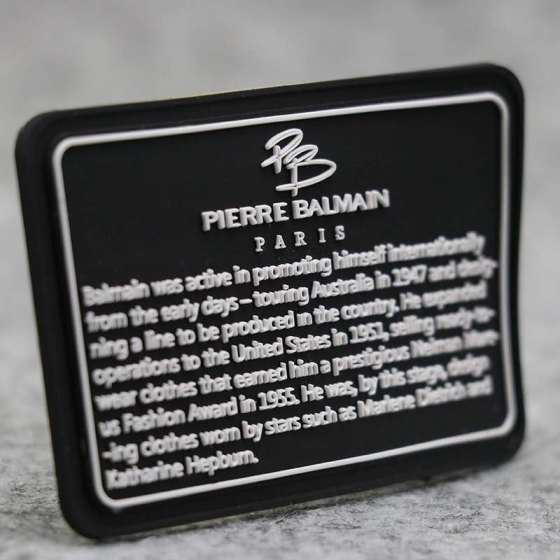 PB
PIERRE BALMAIN
PARIS
Balmain was active in promoting himself internationally
from the early days – touring Australia in 1947 and desig-
ning a line to be produced in the country. He expanded
operations to the United States in 1951, selling ready-to-
wear clothes that earned him a prestigious Neiman Marc-
us Fashion Award in 1955. He was, by this stage, design
-ing clothes worn by stars such as Marlene Dietrich and
Katharine Hepburn.